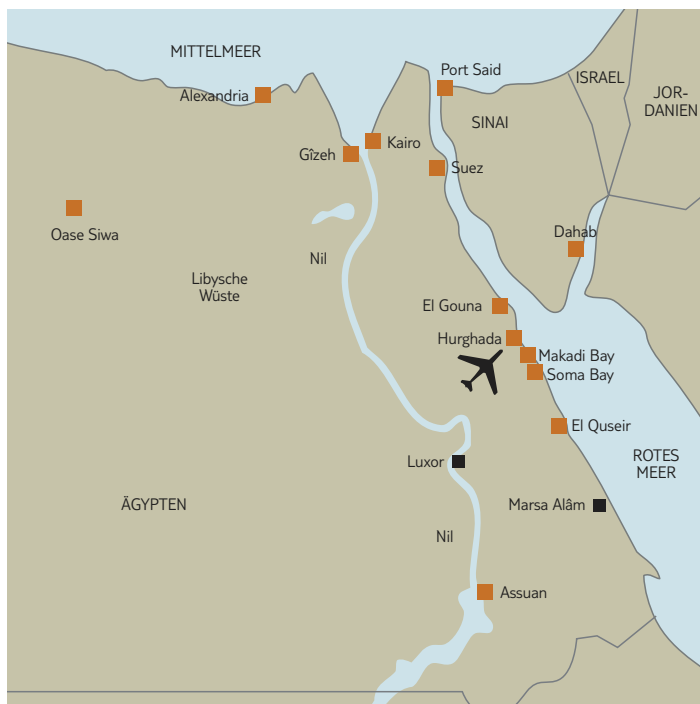 MITTELMEER
Port Said
ISRAEL
JOR-
DANIEN
Alexandria
SINAI
Kairo
Gîzeh
Suez
Oase Siwa
Dahab
Nil
Libysche
Wüste
El Gouna
Hurghada
Makadi Bay
Soma Bay
El Quseir
ROTES
MEER
Luxor
ÄGYPTEN
Marsa Alâm
Nil
Assuan